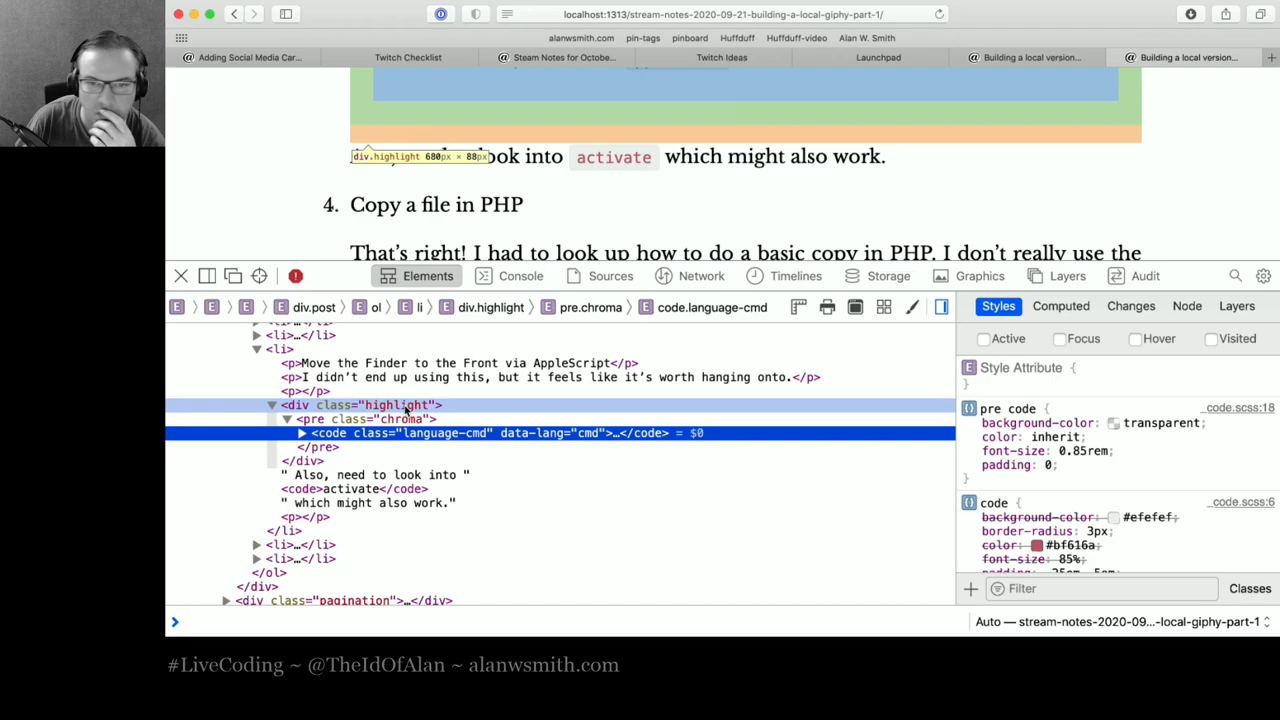 localhost:1313/stream-notes-2020-09-21-building-a-local-giphy-part-1/
alanwsmith.com pin-tags pinboard Huffduff Huffduff-video Alan W. Smith
Adding Social Media Car... Twitch Checklist Steam Notes for Octobe... Twitch Ideas Launchpad Building a local version... Building a local version...
div.highlight 680px × 88px
look into activate which might also work.
4. Copy a file in PHP
That's right! I had to look up how to do a basic copy in PHP. I don't really use the
Elements Console Sources Network Timelines Storage Graphics Layers Audit
E E E E div.post E ol E li E div.highlight E pre.chroma E code.language-cmd
Styles Computed Changes Node Layers
Active Focus Hover Visited
<li>…</li>
<li>…</li>
<li>
<p>Move the Finder to the Front via AppleScript</p>
<p>I didn't end up using this, but it feels like it's worth hanging onto.</p>
<p></p>
<div class="highlight">
<pre class="chroma">
<code class="language-cmd" data-lang="cmd">…</code> = $0
</pre>
</div>
" Also, need to look into "
<code>activate</code>
" which might also work."
<p></p>
</li>
<li>…</li>
<li>…</li>
</ol>
</div>
<div class="pagination">…</div>
E Style Attribute {
}
pre code { _code.scss:18
background-color: transparent;
color: inherit;
font-size: 0.85rem;
padding: 0;
}
code { _code.scss:6
background-color: #efefef;
border-radius: 3px;
color: #bf616a;
font-size: 85%;
padding: .25em .5em;
Filter Classes
Auto — stream-notes-2020-09...-local-giphy-part-1
#LiveCoding ~ @TheIdOfAlan ~ alanwsmith.com